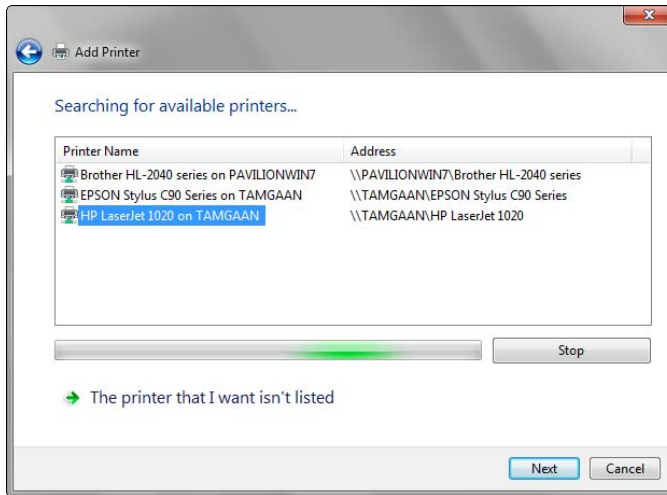 Add Printer
Searching for available printers...
Printer Name Address
Brother HL-2040 series on PAVILIONWIN7 \\PAVILIONWIN7\Brother HL-2040 series
EPSON Stylus C90 Series on TAMGAAN \\TAMGAAN\EPSON Stylus C90 Series
HP LaserJet 1020 on TAMGAAN \\TAMGAAN\HP LaserJet 1020
Stop
The printer that I want isn't listed
Next Cancel